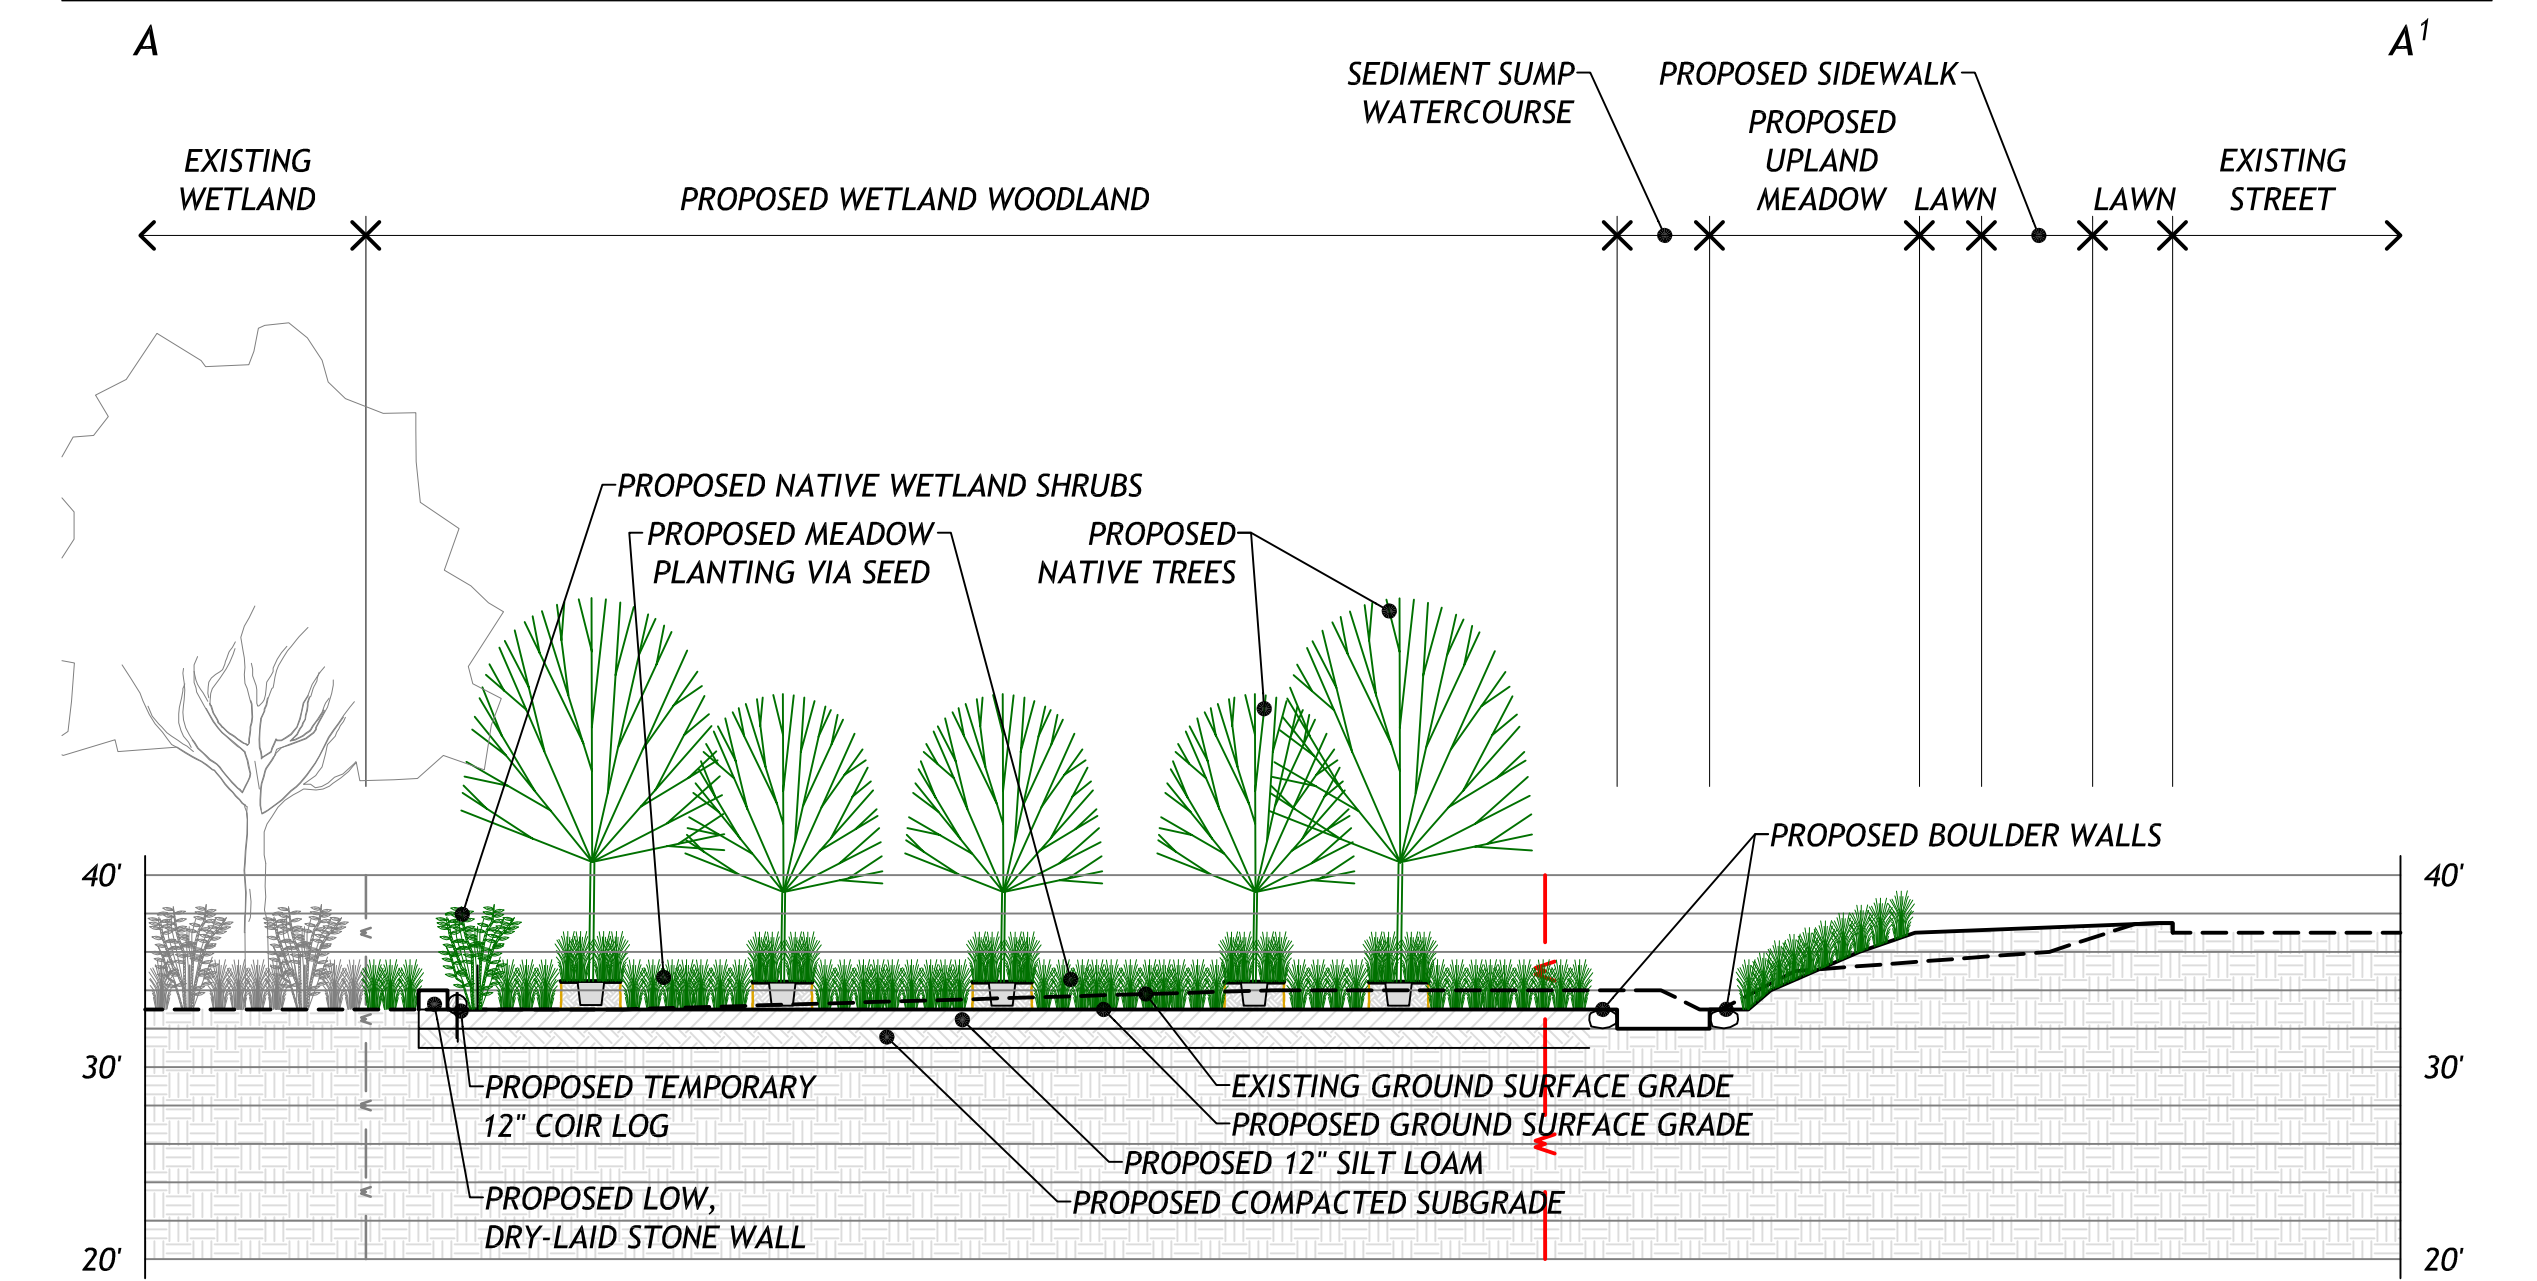 A
A¹
SEDIMENT SUMP
WATERCOURSE
PROPOSED SIDEWALK
EXISTING
WETLAND
PROPOSED WETLAND WOODLAND
PROPOSED
UPLAND
MEADOW
LAWN
LAWN
EXISTING
STREET
PROPOSED NATIVE WETLAND SHRUBS
PROPOSED MEADOW
PLANTING VIA SEED
PROPOSED
NATIVE TREES
PROPOSED BOULDER WALLS
40'
40'
30'
30'
PROPOSED TEMPORARY
12" COIR LOG
EXISTING GROUND SURFACE GRADE
PROPOSED GROUND SURFACE GRADE
PROPOSED 12" SILT LOAM
PROPOSED COMPACTED SUBGRADE
PROPOSED LOW,
DRY-LAID STONE WALL
20'
20'